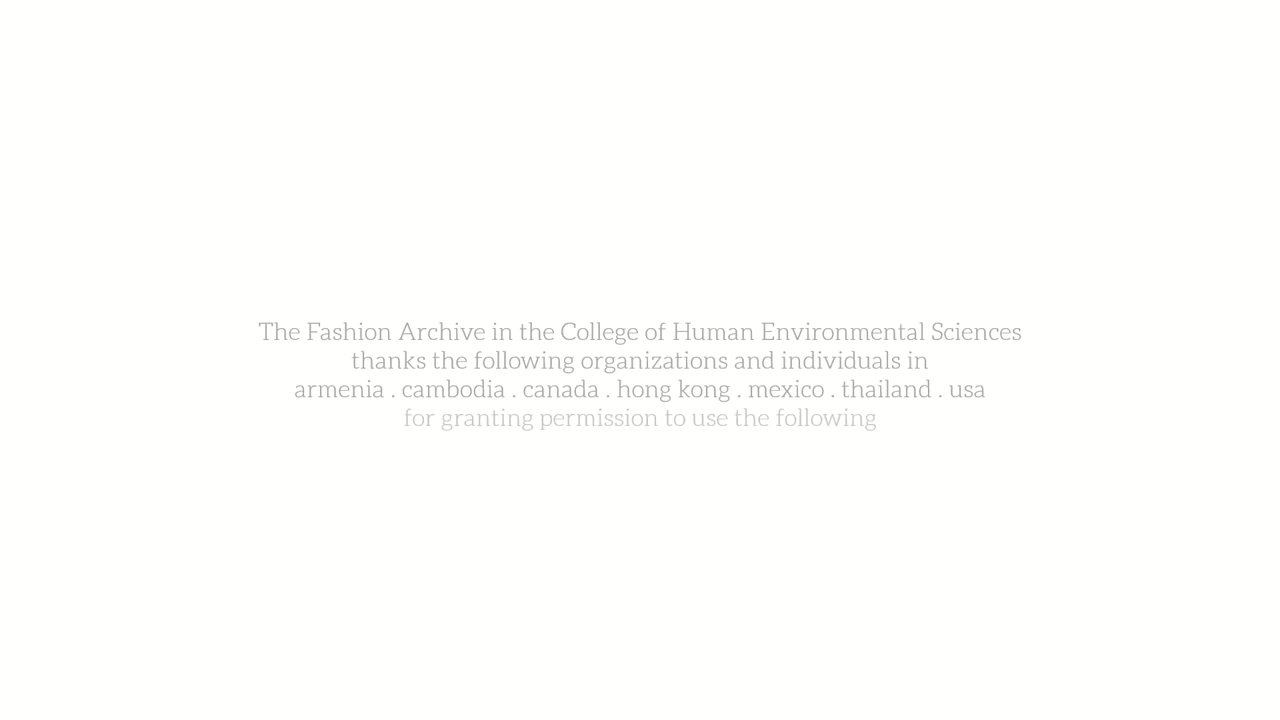 The Fashion Archive in the College of Human Environmental Sciences
thanks the following organizations and individuals in
armenia . cambodia . canada . hong kong . mexico . thailand . usa
for granting permission to use the following